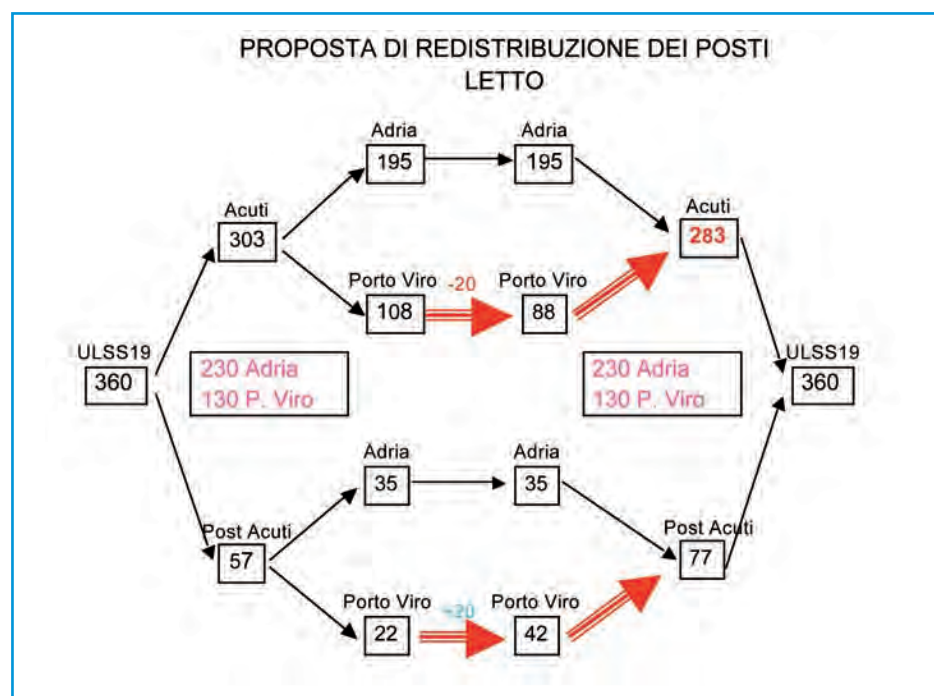 PROPOSTA DI REDISTRIBUZIONE DEI POSTI
LETTO
Adria
195
Adria
195
Acuti
303
Acuti
283
Porto Viro
108
-20
Porto Viro
88
ULSS19
360
230 Adria
130 P. Viro
230 Adria
130 P. Viro
ULSS19
360
Adria
35
Adria
35
Post Acuti
57
Post Acuti
77
Porto Viro
22
+20
Porto Viro
42